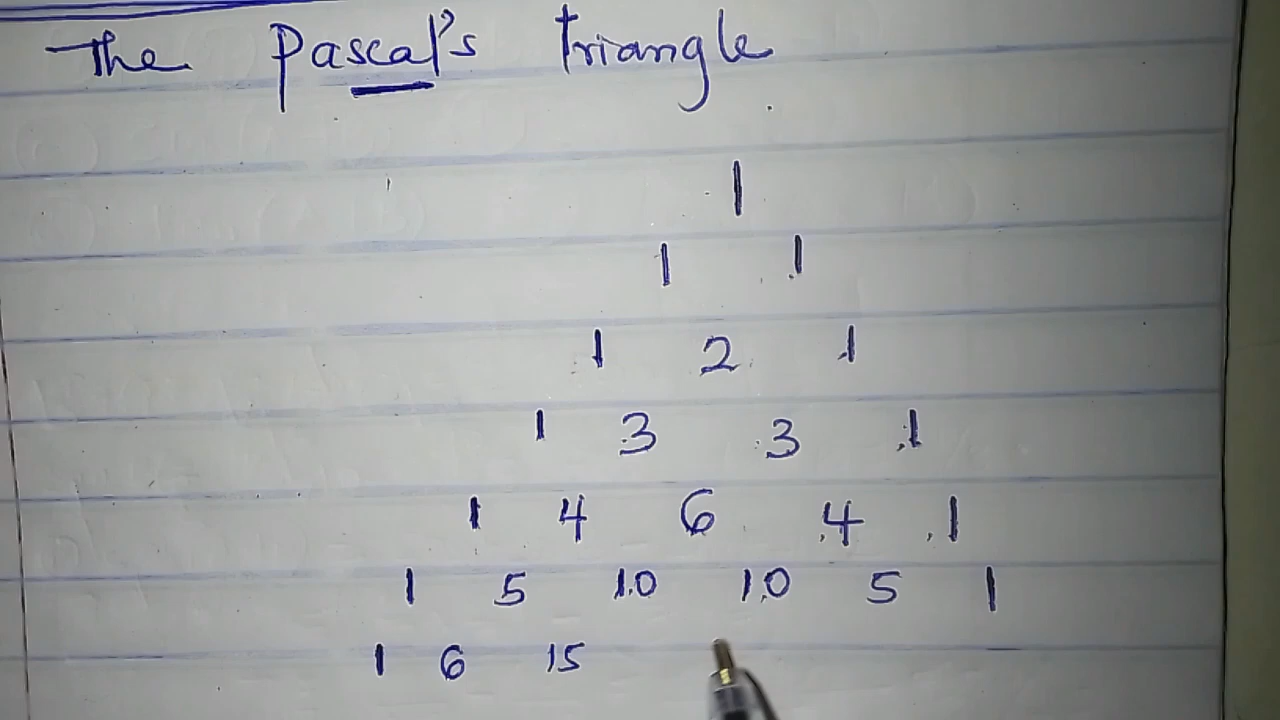 The Pascal's triangle
1
1 1
1 2 1
1 3 3 1
1 4 6 4 1
1 5 10 10 5 1
1 6 15